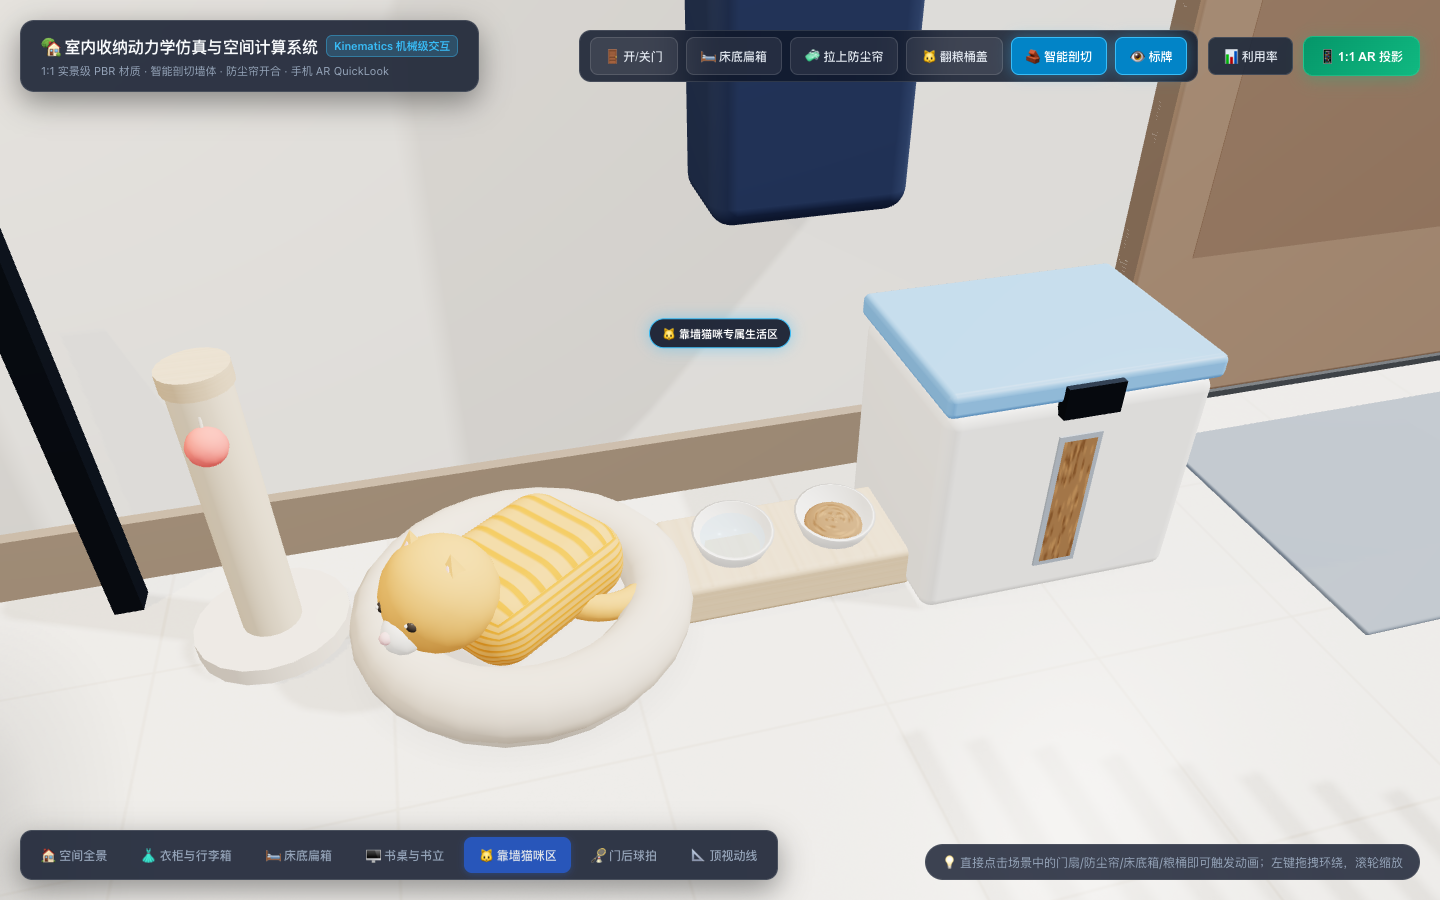 🏡 室内收纳动力学仿真与空间计算系统 Kinematics 机械级交互
1:1 实景级 PBR 材质 · 智能剖切墙体 · 防尘帘开合 · 手机 AR QuickLook
🚪 开/关门 🛏️ 床底扁箱 🧼 拉上防尘帘 🐱 翻粮桶盖 智能剖切 👁️ 标牌 📊 利用率 📱 1:1 AR 投影
🐱 靠墙猫咪专属生活区
🏠 空间全景 👗 衣柜与行李箱 🛏️ 床底扁箱 🖥️ 书桌与书立 🐱 靠墙猫咪区 🎾 门后球拍 📐 顶视动线
💡 直接点击场景中的门扇/防尘帘/床底箱/粮桶即可触发动画；左键拖拽环绕，滚轮缩放